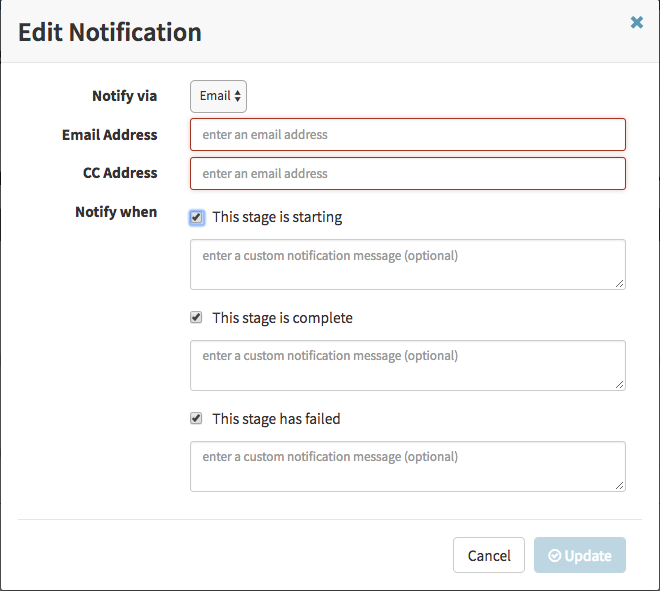 Edit Notification
Notify via Email
Email Address enter an email address
CC Address enter an email address
Notify when This stage is starting
enter a custom notification message (optional)
This stage is complete
enter a custom notification message (optional)
This stage has failed
enter a custom notification message (optional)
Cancel Update